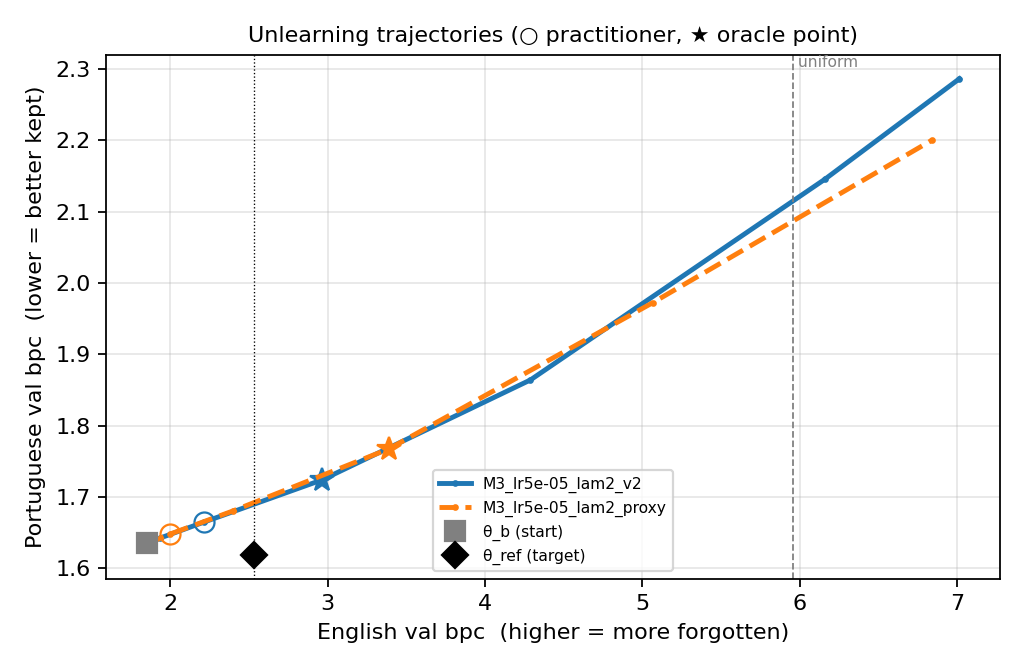 Unlearning trajectories (○ practitioner, ★ oracle point)
uniform
2.3
2.2
2.1
2.0
1.9
1.8
1.7
1.6
Portuguese val bpc (lower = better kept)
M3_lr5e-05_lam2_v2
M3_lr5e-05_lam2_proxy
θ_b (start)
θ_ref (target)
2 3 4 5 6 7
English val bpc (higher = more forgotten)